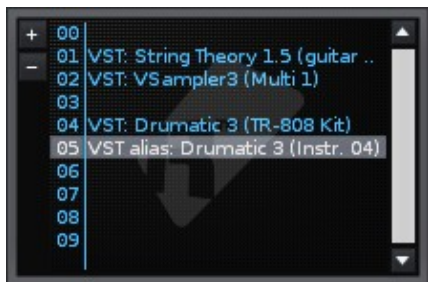 + 00
- 01 VST: String Theory 1.5 (guitar ..
02 VST: VSampler3 (Multi 1)
03
04 VST: Drumatic 3 (TR-808 Kit)
05 VST alias: Drumatic 3 (Instr. 04)
06
07
08
09